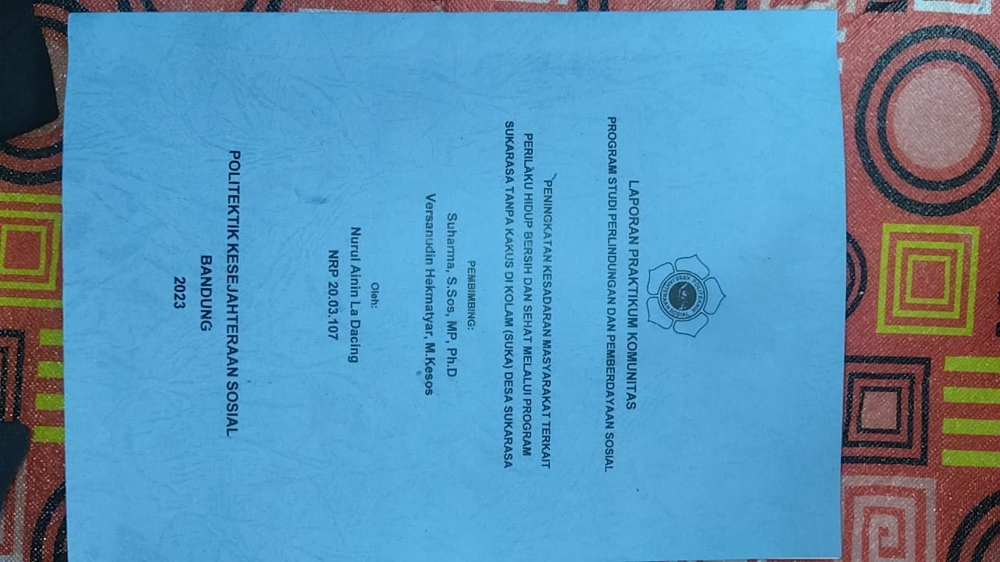 LAPORAN PRAKTIKUM KOMUNITAS
PROGRAM STUDI PERLINDUNGAN DAN PEMBERDAYAAN SOSIAL
"PENINGKATAN KESADARAN MASYARAKAT TERKAIT
PERILAKU HIDUP BERSIH DAN SEHAT MELALUI PROGRAM
SUKARASA TANPA KAKUS DI KOLAM (SUKA) DESA SUKARASA
PEMBIMBING:
Suharma, S.Sos, MP, Ph.D
Versanudin Hekmatyar, M.Kesos
Oleh:
Nurul Ainin La Dacing
NRP 20.03.107
POLITEKTIK KESEJAHTERAAN SOSIAL
BANDUNG
2023